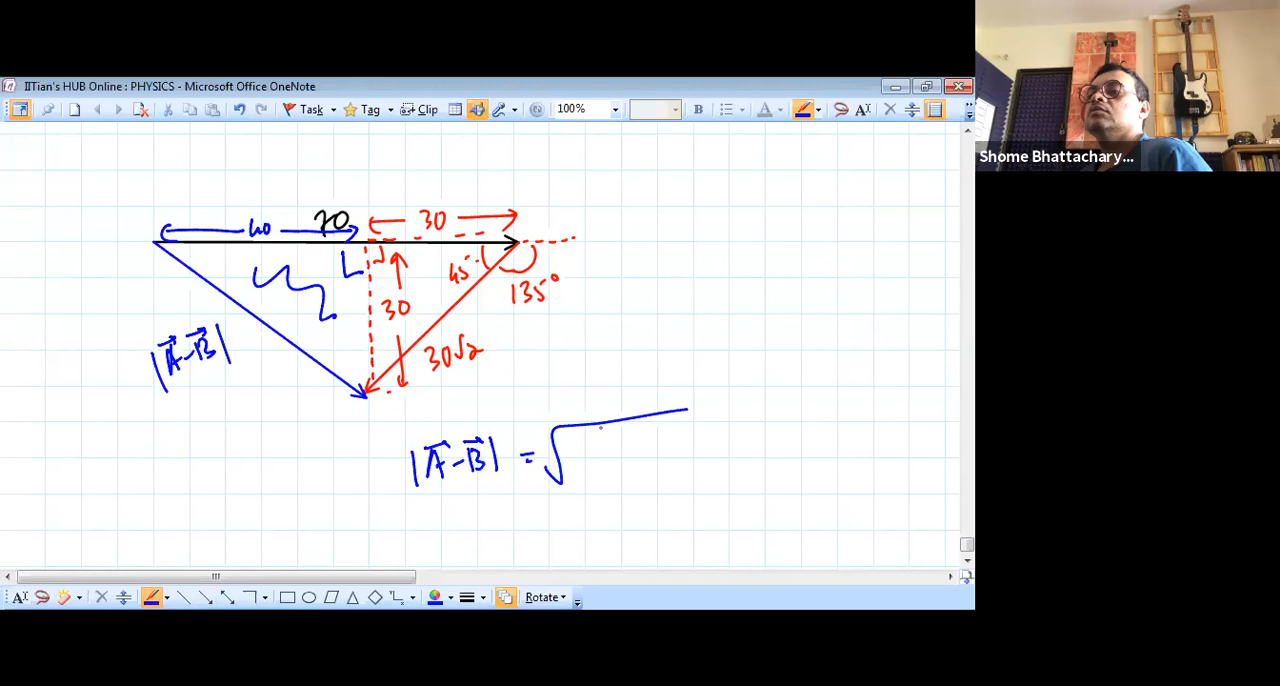 IITian's HUB Online : PHYSICS - Microsoft Office OneNote
Task Tag Clip 100% B A
Shome Bhattachary...
70
40 30
45°
135°
30
30√2
|A⃗-B⃗|
|A⃗-B⃗| = √
Rotate